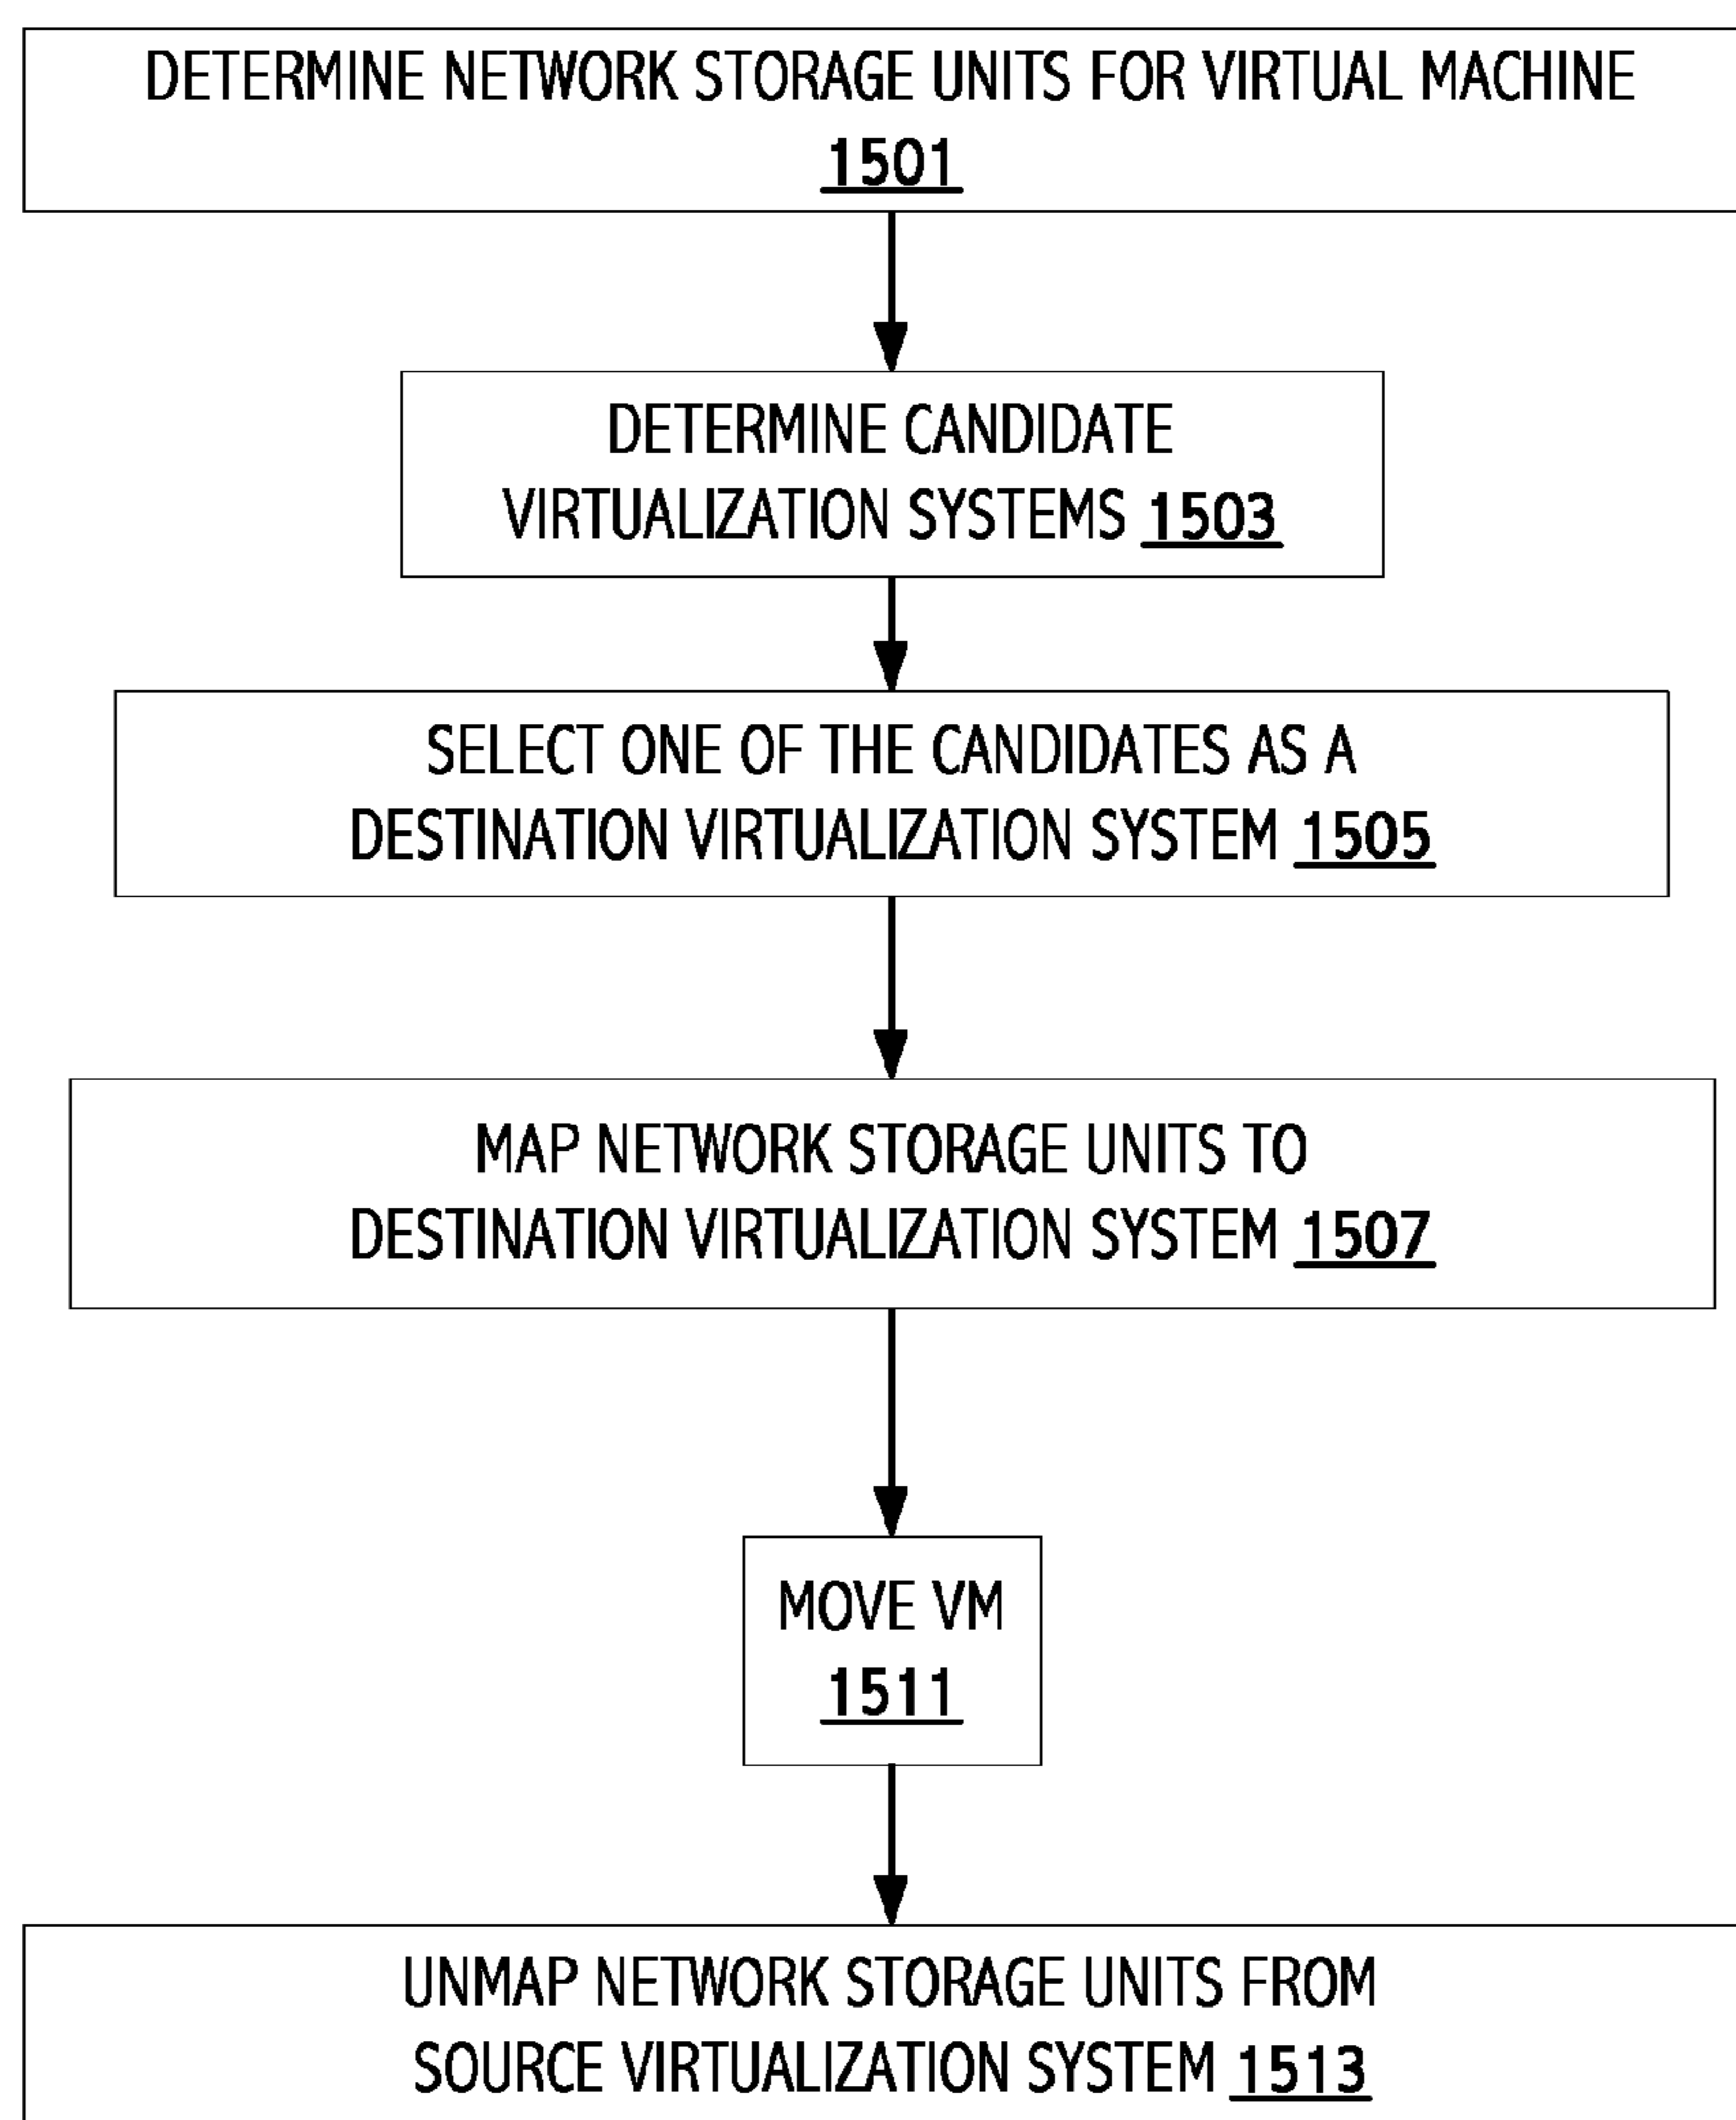 DETERMINE NETWORK STORAGE UNITS FOR VIRTUAL MACHINE
1501
DETERMINE CANDIDATE
VIRTUALIZATION SYSTEMS 1503
SELECT ONE OF THE CANDIDATES AS A
DESTINATION VIRTUALIZATION SYSTEM 1505
MAP NETWORK STORAGE UNITS TO
DESTINATION VIRTUALIZATION SYSTEM 1507
MOVE VM
1511
UNMAP NETWORK STORAGE UNITS FROM
SOURCE VIRTUALIZATION SYSTEM 1513